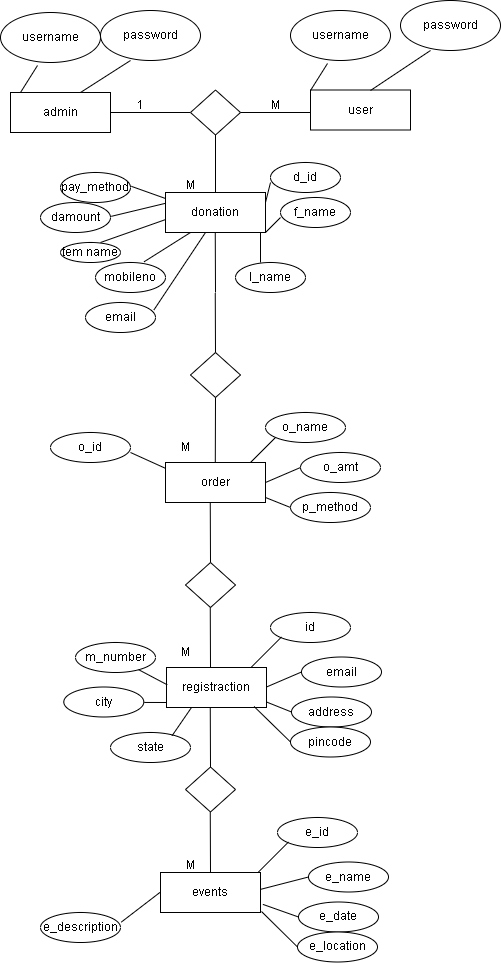 username
password
username
password
admin
1
M
user
pay_method
M
d_id
damount
donation
f_name
tem name
mobileno
l_name
email
o_name
o_id
M
o_amt
order
p_method
id
m_number
M
email
registraction
city
address
state
pincode
e_id
M
e_name
events
e_date
e_description
e_location